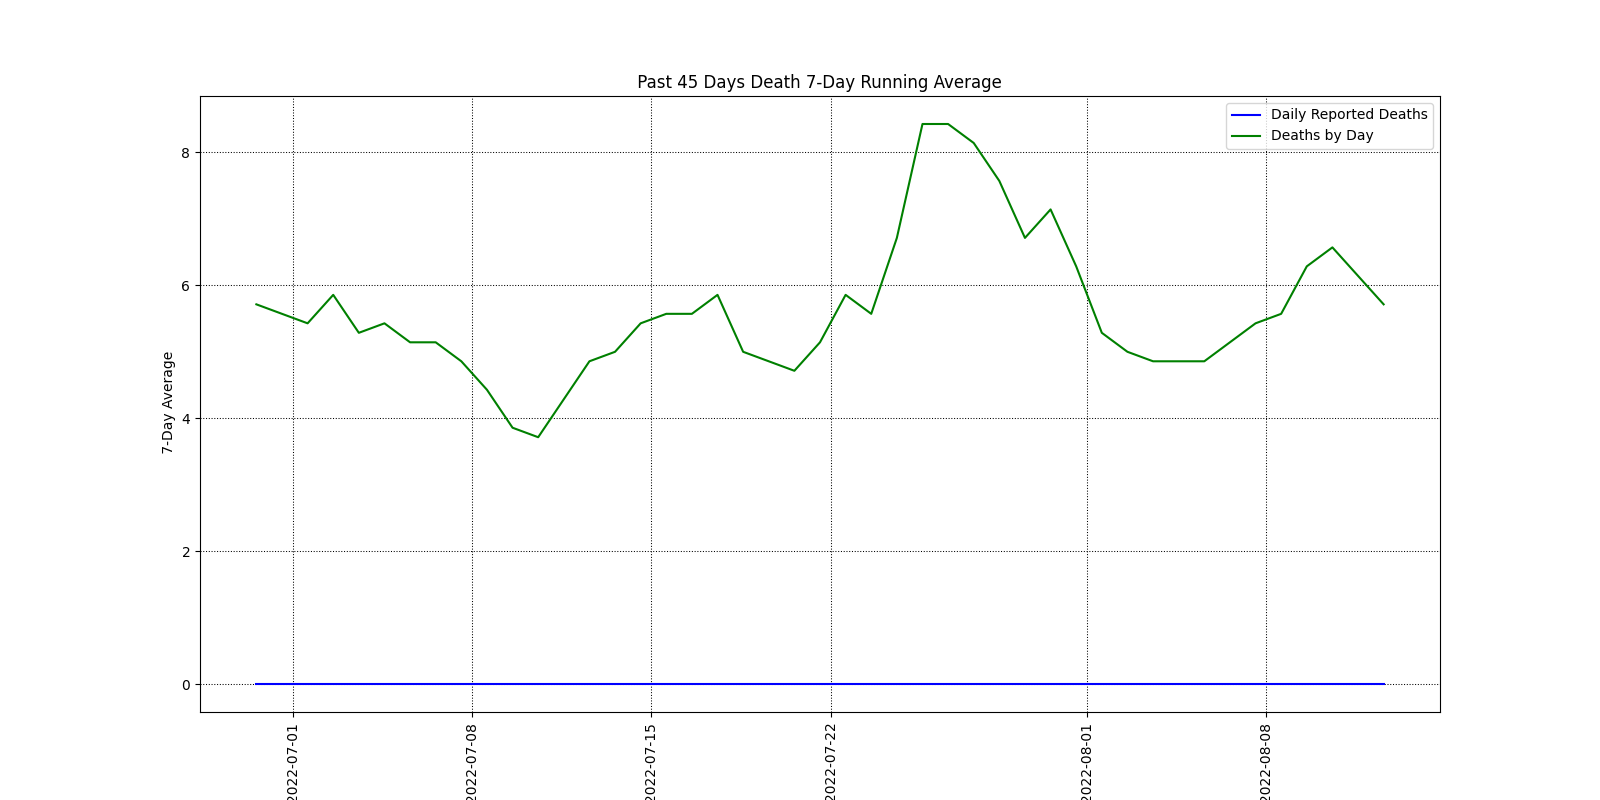 Past 45 Days Death 7-Day Running Average
Daily Reported Deaths
Deaths by Day
7-Day Average
8
6
4
2
0
2022-07-01
2022-07-08
2022-07-15
2022-07-22
2022-08-01
2022-08-08